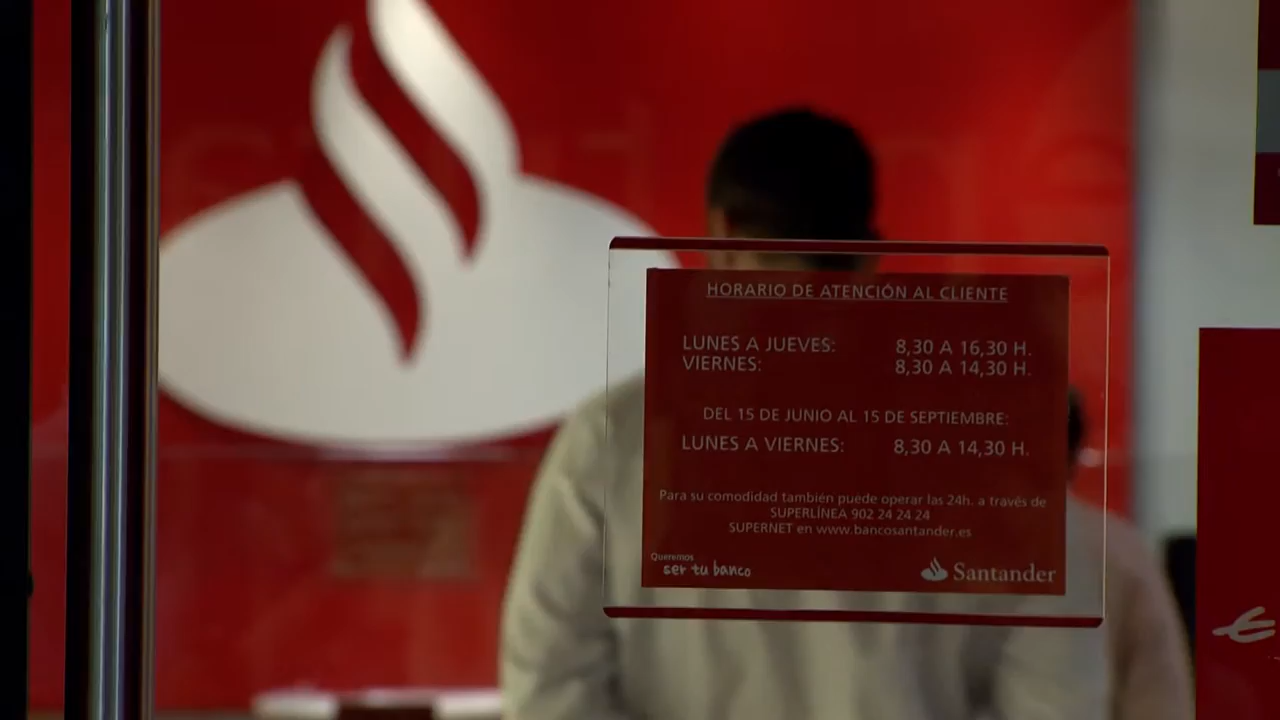 HORARIO DE ATENCIÓN AL CLIENTE
LUNES A JUEVES: 8,30 A 16,30 H.
VIERNES: 8,30 A 14,30 H.
DEL 15 DE JUNIO AL 15 DE SEPTIEMBRE:
LUNES A VIERNES: 8,30 A 14,30 H.
Para su comodidad también puede operar las 24h. a través de
SUPERLÍNEA 902 24 24 24
SUPERNET en www.bancosantander.es
Queremos
ser tu banco
Santander